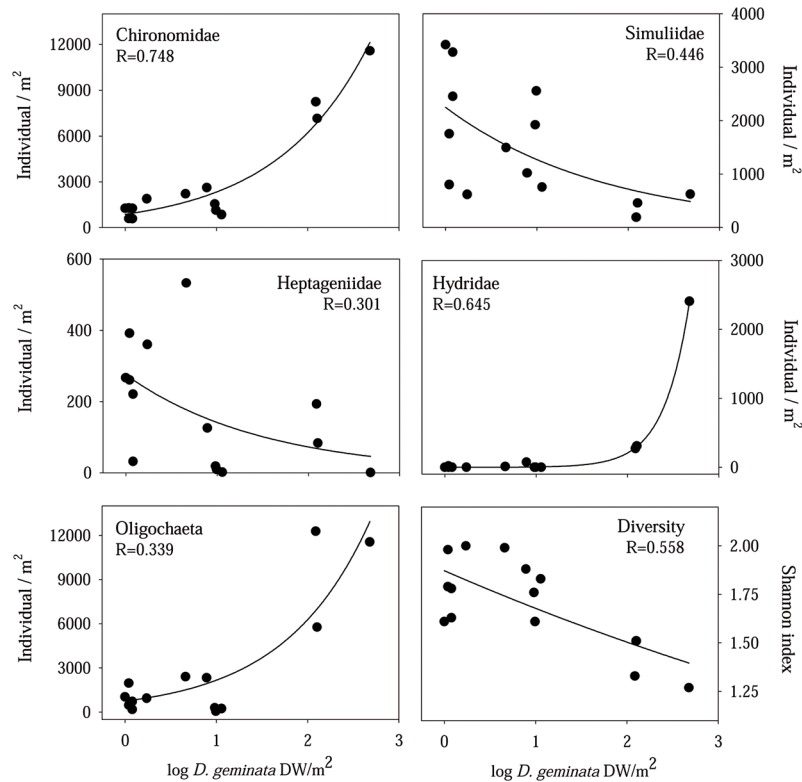 Chironomidae
R=0.748
12000
9000
6000
3000
0
Individual / m²
Simuliidae
R=0.446
4000
3000
2000
1000
0
Individual / m²
Heptageniidae
R=0.301
600
400
200
0
Individual / m²
Hydridae
R=0.645
3000
2000
1000
0
Individual / m²
Oligochaeta
R=0.339
12000
9000
6000
3000
0
Individual / m²
0 1 2 3
log D. geminata DW/m²
Diversity
R=0.558
2.00
1.75
1.50
1.25
Shannon index
0 1 2 3
log D. geminata DW/m²